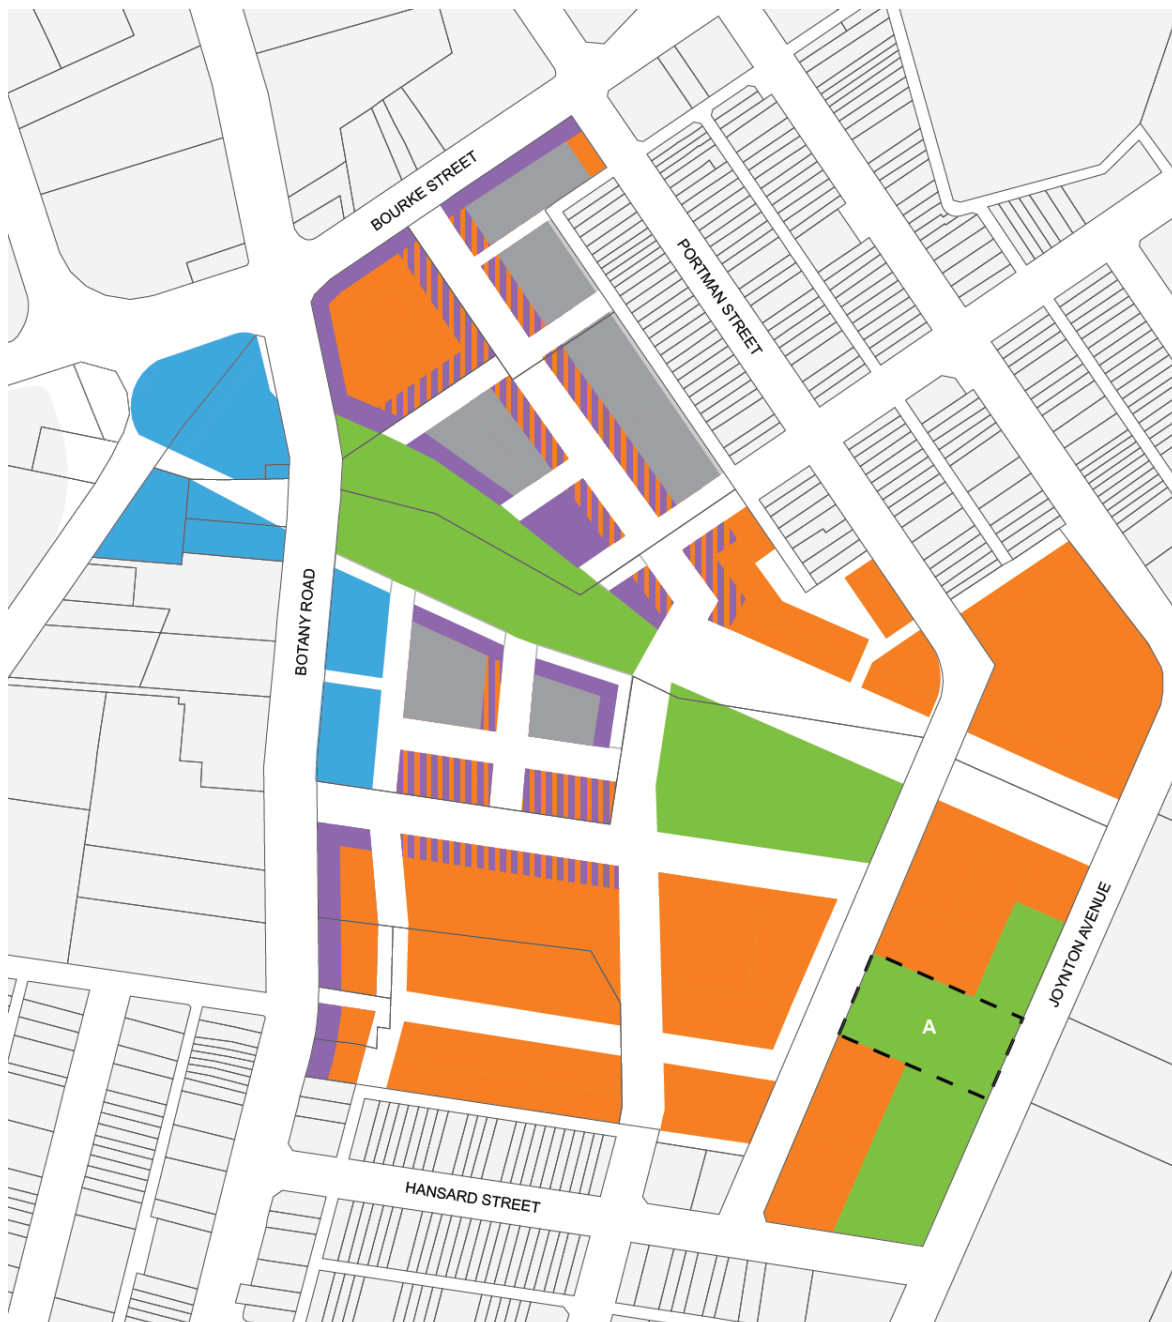 BOURKE STREET
PORTMAN STREET
BOTANY ROAD
JOYNTON AVENUE
A
HANSARD STREET